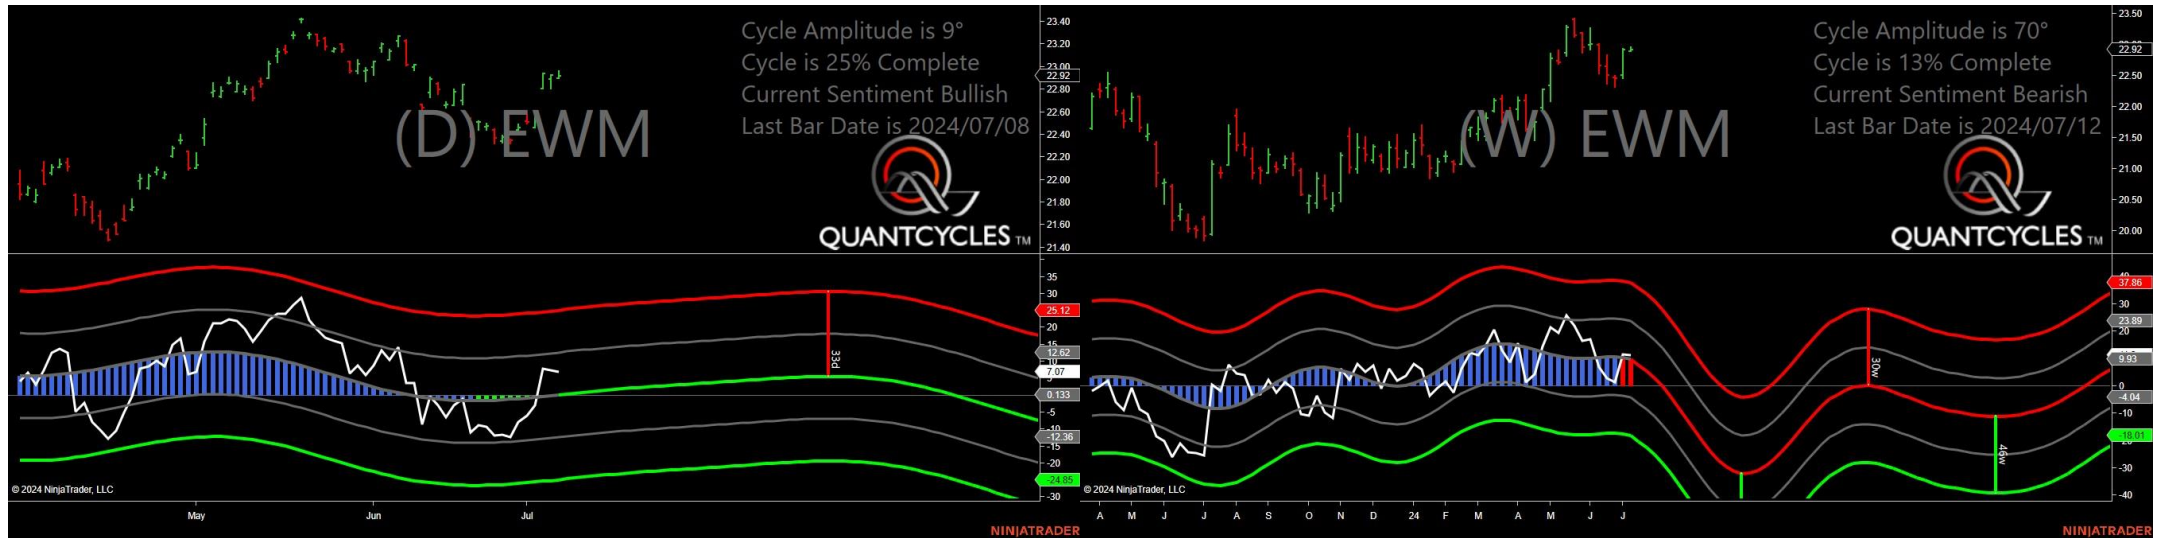 Cycle Amplitude is 9°
Cycle is 25% Complete
Current Sentiment Bullish
Last Bar Date is 2024/07/08
(D) EWM
QUANTCYCLES TM
23.40
23.20
23.00
22.92
22.80
22.60
22.40
22.20
22.00
21.80
21.60
21.40
35
30
25.12
20
15
12.62
7.07
0.133
-5
-10
-12.36
-15
-20
-24.85
-30
33d
© 2024 NinjaTrader, LLC
May Jun Jul
NINJATRADER
Cycle Amplitude is 70°
Cycle is 13% Complete
Current Sentiment Bearish
Last Bar Date is 2024/07/12
(W) EWM
QUANTCYCLES TM
23.50
22.92
22.50
22.00
21.50
21.00
20.50
20.00
37.86
30
23.89
20
9.93
0
-4.04
-10
-18.01
-30
-40
30w
46w
© 2024 NinjaTrader, LLC
A M J J A S O N D 24 F M A M J J
NINJATRADER